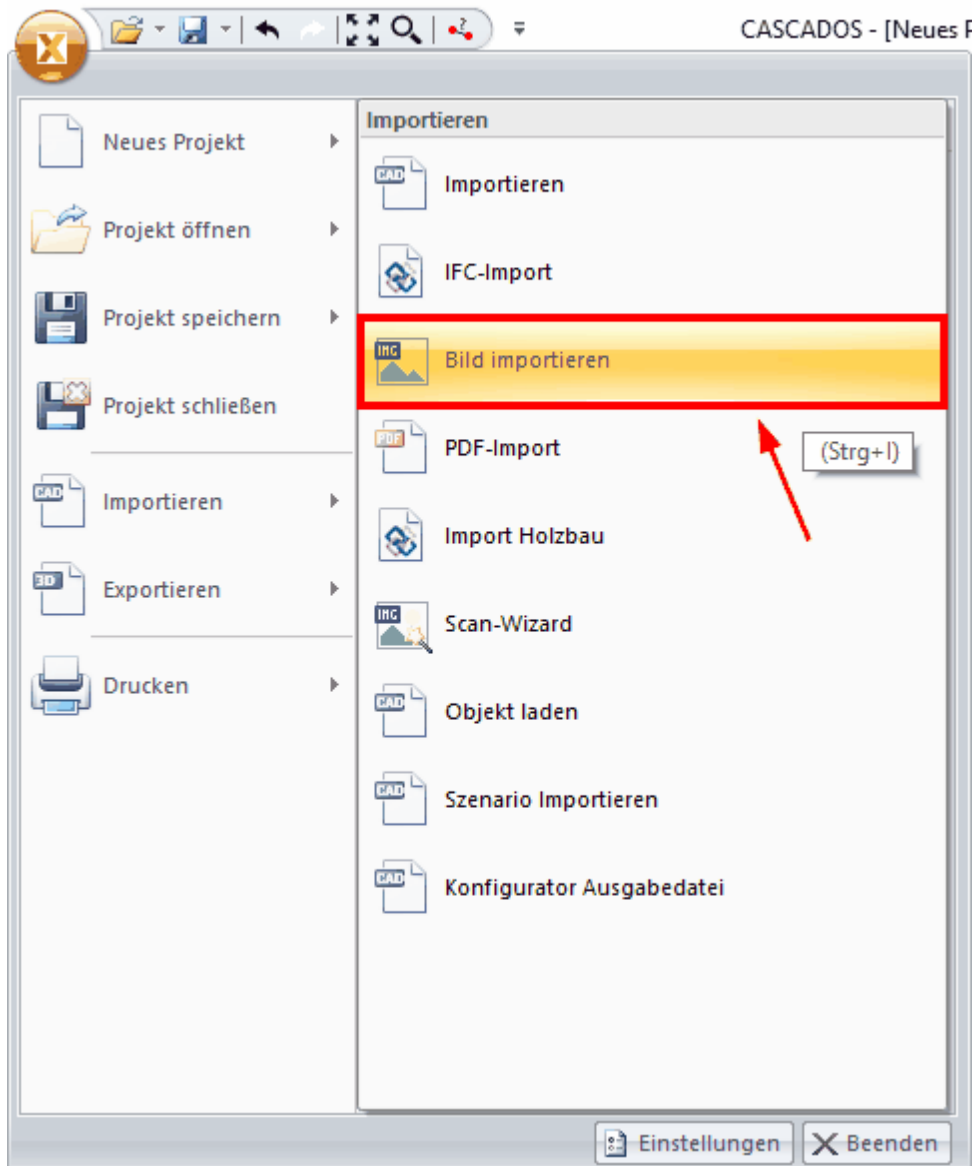 CASCADOS - [Neues P
Neues Projekt
Projekt öffnen
Projekt speichern
Projekt schließen
Importieren
Exportieren
Drucken
Importieren
Importieren
IFC-Import
Bild importieren
(Strg+I)
PDF-Import
Import Holzbau
Scan-Wizard
Objekt laden
Szenario Importieren
Konfigurator Ausgabedatei
Einstellungen
Beenden
CAD
3D
CAD
IMG
PDF
IMG
CAD
CAD
CAD